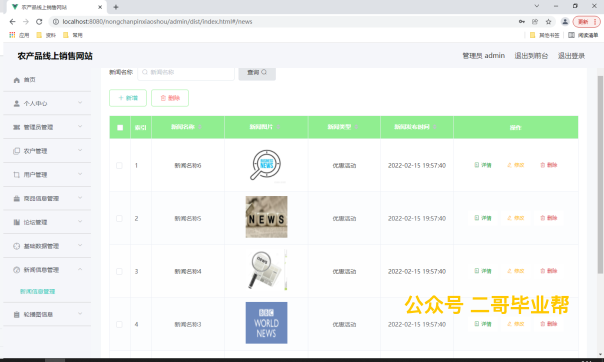 农产品线上销售网站
localhost:8080/nongchanpinxiaoshou/admin/dist/index.html#/news
更新
应用 资料 常用 其他书签 阅读清单
农产品线上销售网站 管理员 admin 退出到前台 退出登录
首页
个人中心
管理员管理
农户管理
用户管理
商品信息管理
论坛管理
基础数据管理
新闻信息管理
新闻信息管理
轮播图信息
新闻名称 新闻名称 查询
新增 删除
索引 新闻名称 新闻图片 新闻类型 新闻发布时间 操作
1 新闻名称6 NEWS 优惠活动 2022-02-15 19:57:40 详情 修改 删除
2 新闻名称5 NEWS 优惠活动 2022-02-15 19:57:40 详情 修改 删除
3 新闻名称4 NEWS 优惠活动 2022-02-15 19:57:40 详情 修改 删除
4 新闻名称3 BBC WORLD NEWS 优惠活动 2022-02-15 19:57:40 详情 修改 删除
公众号 二哥毕业帮